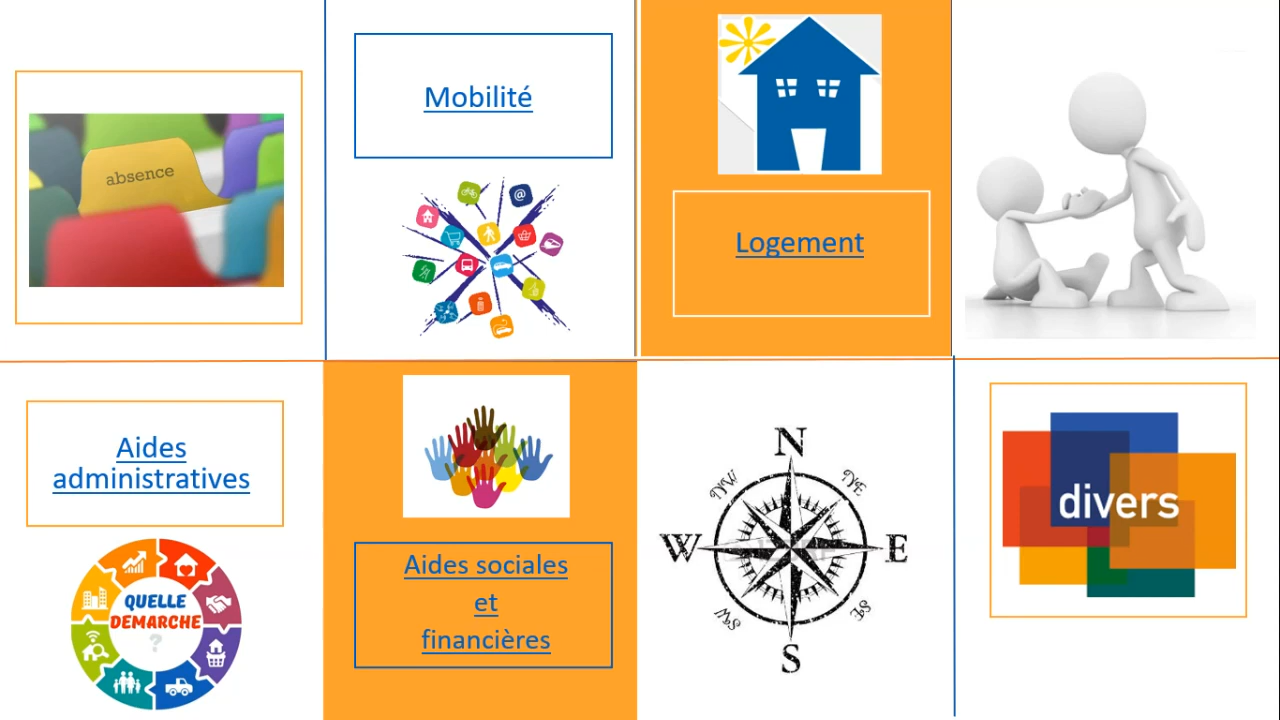 absence
Mobilité
@
Logement
Aides
administratives
QUELLE
DEMARCHE
?
Aides sociales
et
financières
N
NW
NE
W
E
SW
SE
S
divers